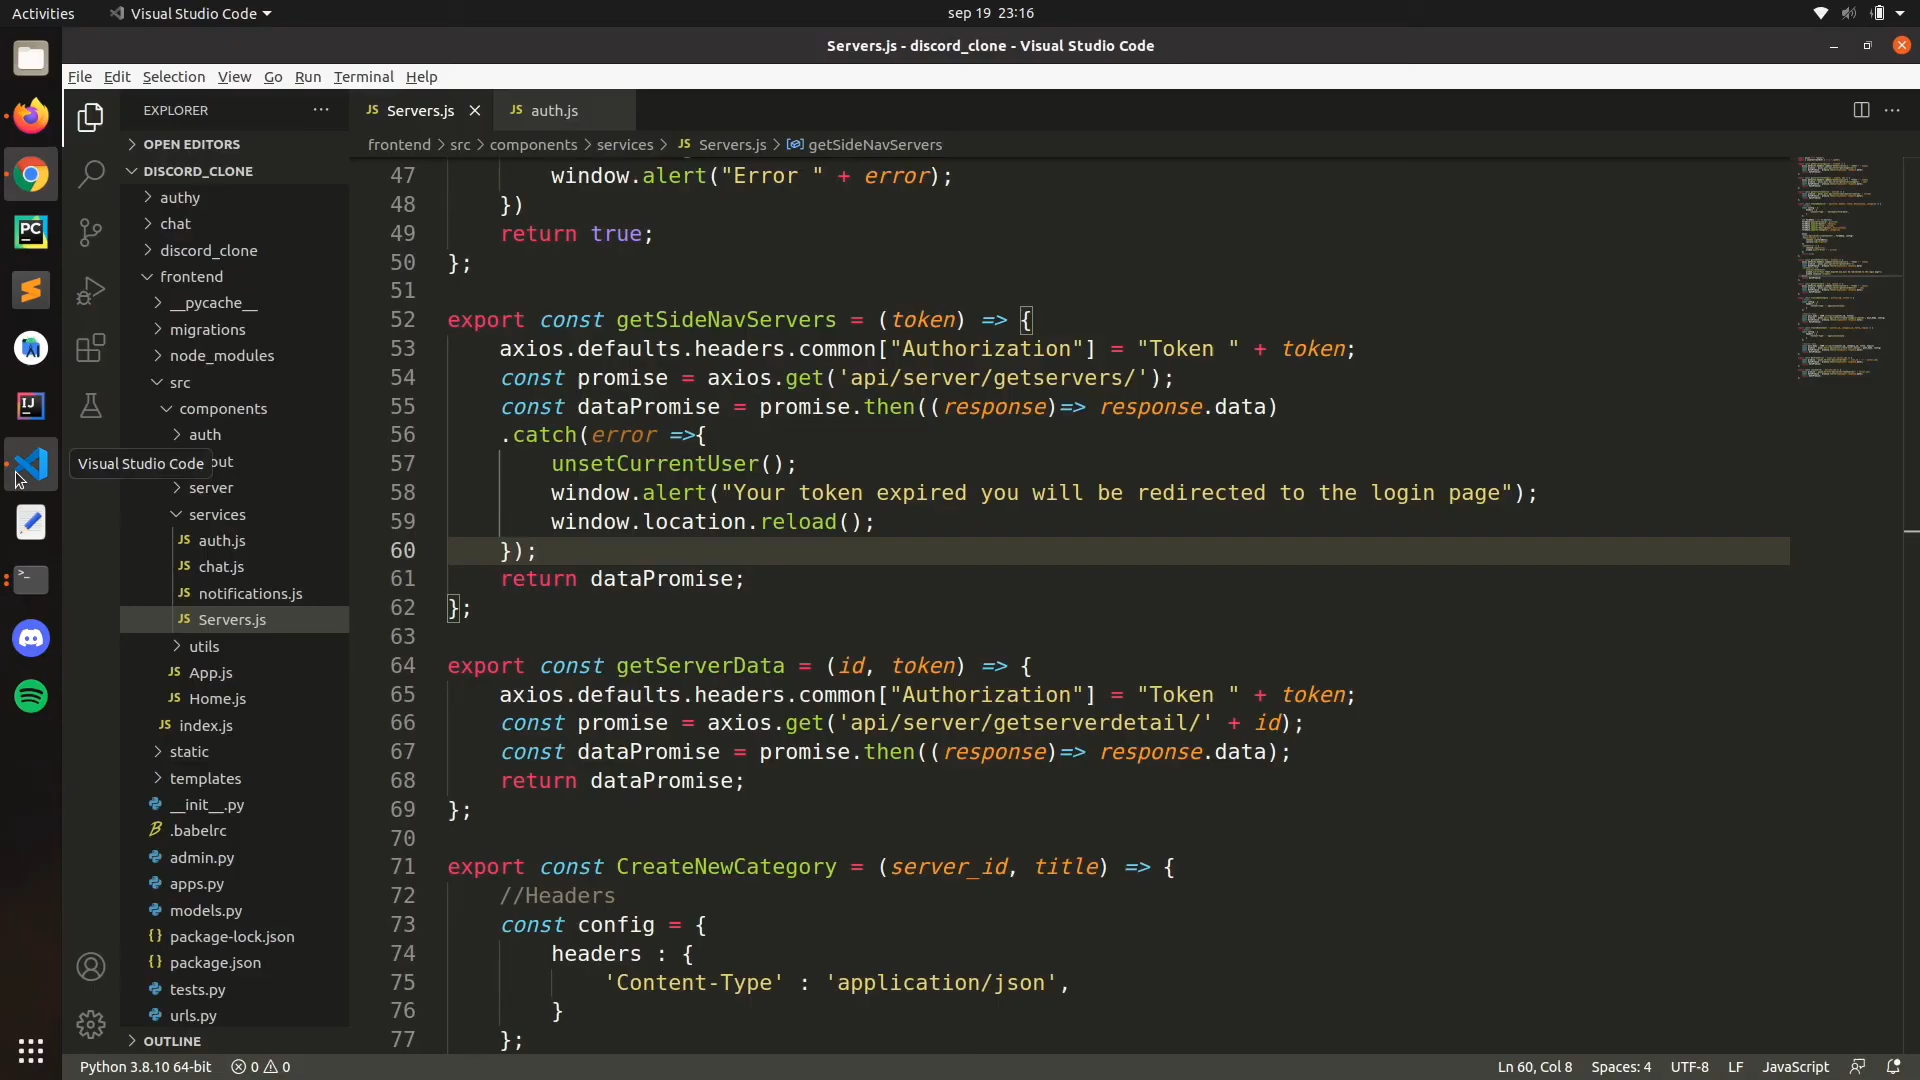 Activities
Visual Studio Code
sep 19 23:16
Servers.js - discord_clone - Visual Studio Code
File Edit Selection View Go Run Terminal Help
EXPLORER
OPEN EDITORS
DISCORD_CLONE
authy
chat
discord_clone
frontend
__pycache__
migrations
node_modules
src
components
auth
out
Visual Studio Code
server
services
JS auth.js
JS chat.js
JS notifications.js
JS Servers.js
utils
JS App.js
JS Home.js
JS index.js
static
templates
__init__.py
.babelrc
admin.py
apps.py
models.py
{} package-lock.json
{} package.json
tests.py
urls.py
OUTLINE
PC
IJ
JS Servers.js
JS auth.js
frontend > src > components > services > JS Servers.js > getSideNavServers
47 window.alert("Error " + error);
48 })
49 return true;
50 };
51
52 export const getSideNavServers = (token) => {
53 axios.defaults.headers.common["Authorization"] = "Token " + token;
54 const promise = axios.get('api/server/getservers/');
55 const dataPromise = promise.then((response)=> response.data)
56 .catch(error =>{
57 unsetCurrentUser();
58 window.alert("Your token expired you will be redirected to the login page");
59 window.location.reload();
60 });
61 return dataPromise;
62 };
63
64 export const getServerData = (id, token) => {
65 axios.defaults.headers.common["Authorization"] = "Token " + token;
66 const promise = axios.get('api/server/getserverdetail/' + id);
67 const dataPromise = promise.then((response)=> response.data);
68 return dataPromise;
69 };
70
71 export const CreateNewCategory = (server_id, title) => {
72 //Headers
73 const config = {
74 headers : {
75 'Content-Type' : 'application/json',
76 }
77 };
Python 3.8.10 64-bit
0 0
Ln 60, Col 8
Spaces: 4
UTF-8
LF
JavaScript